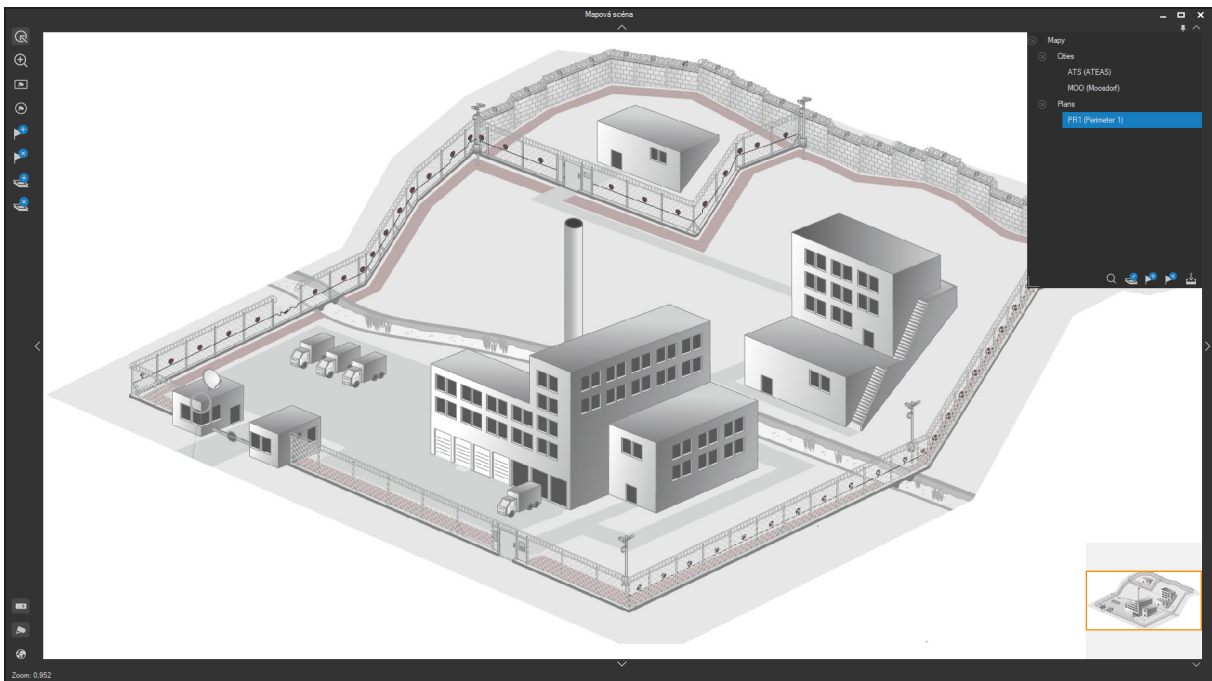 Mapová scéna
Mapy
Cities
ATS (ATEAS)
MOO (Moosdorf)
Plans
PR1 (Perimeter 1)
Zoom: 0,952